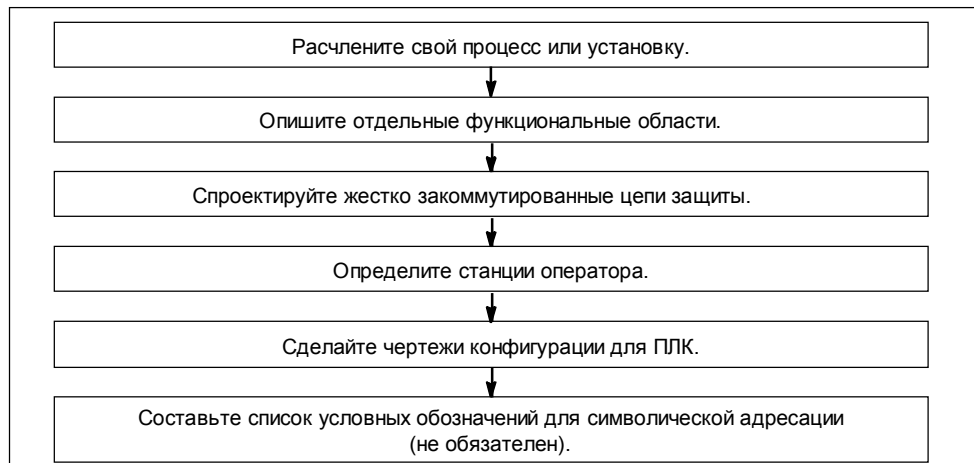 Расчлените свой процесс или установку.
Опишите отдельные функциональные области.
Спроектируйте жестко закоммутированные цепи защиты.
Определите станции оператора.
Сделайте чертежи конфигурации для ПЛК.
Составьте список условных обозначений для символической адресации
(не обязателен).